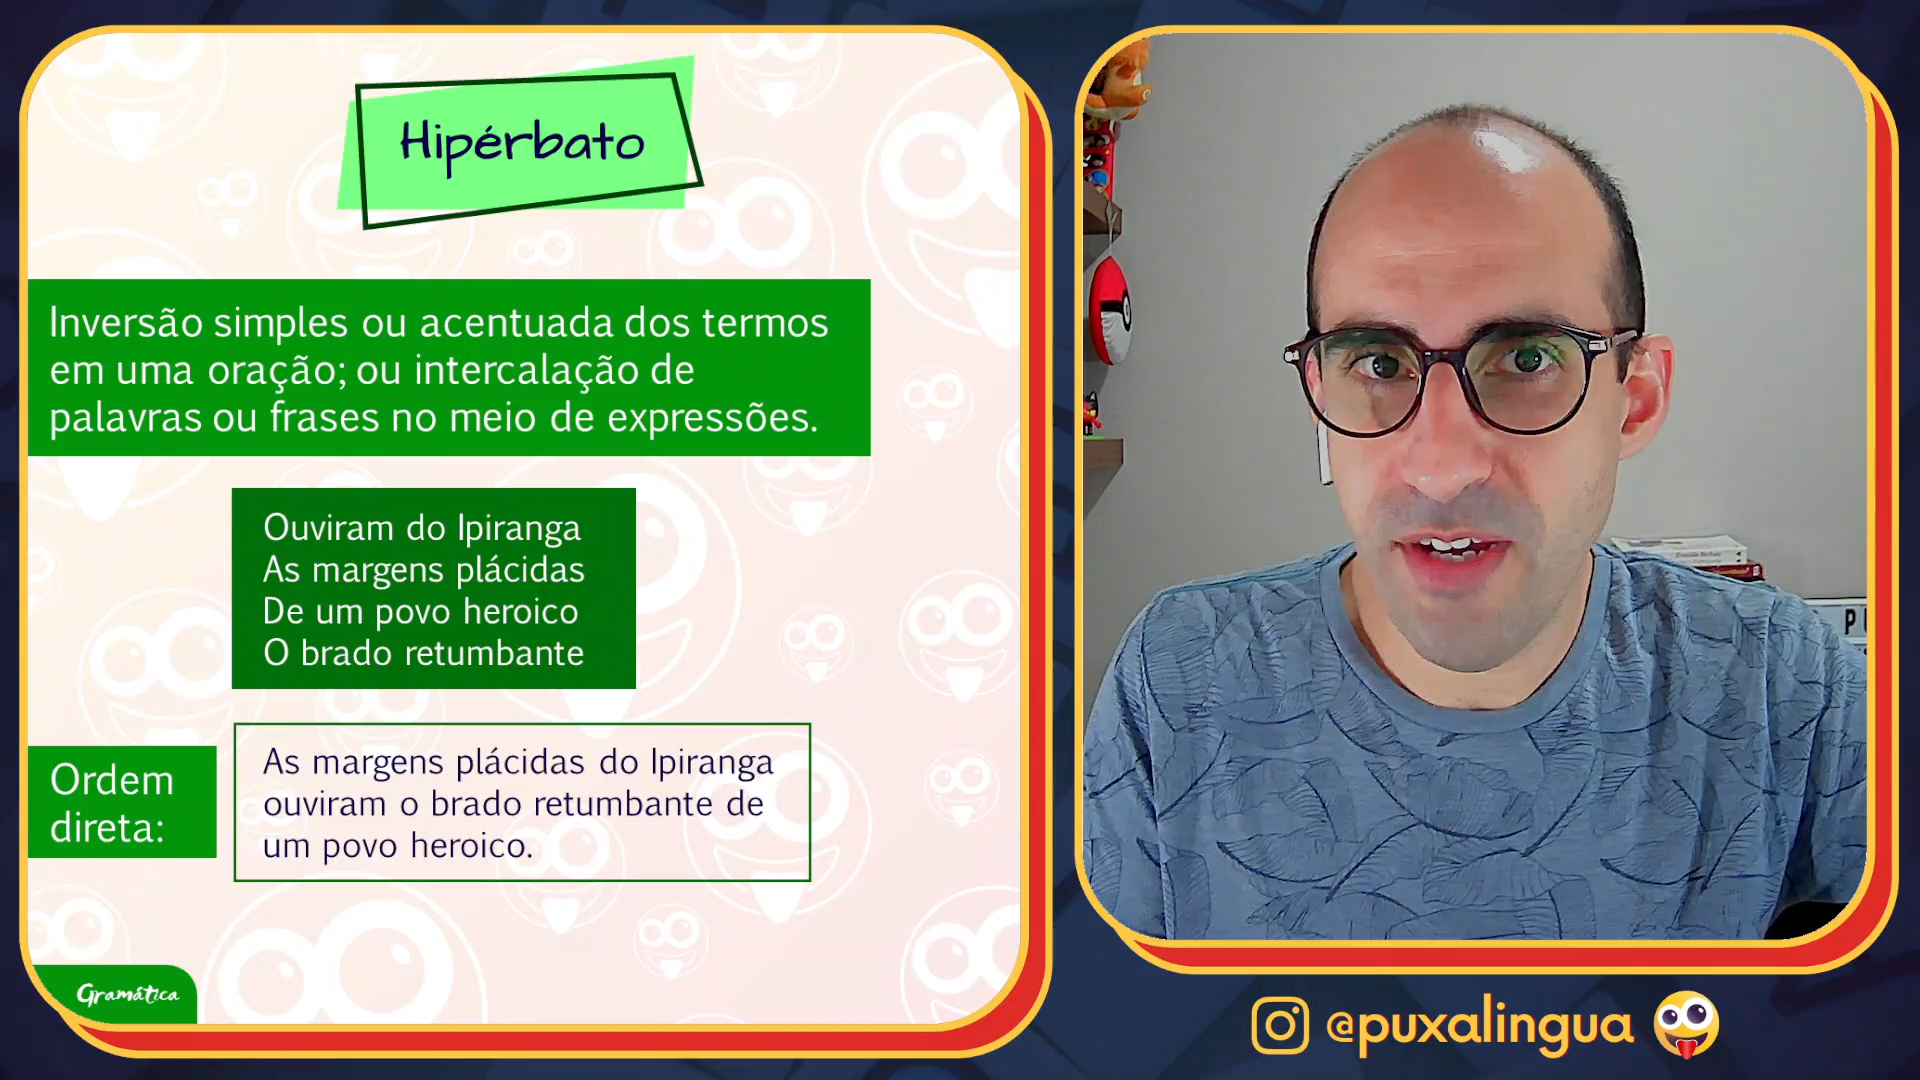 Hipérbato
Inversão simples ou acentuada dos termos
em uma oração; ou intercalação de
palavras ou frases no meio de expressões.
Ouviram do Ipiranga
As margens plácidas
De um povo heroico
O brado retumbante
Ordem
direta:
As margens plácidas do Ipiranga
ouviram o brado retumbante de
um povo heroico.
Gramática
PU
@puxalingua